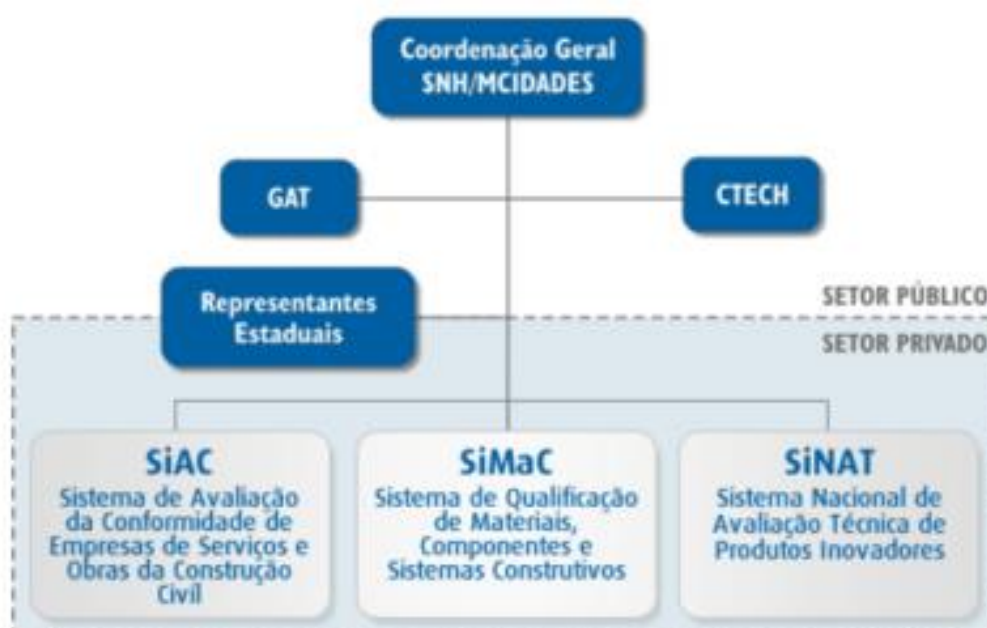 Coordenação Geral
SNH/MCIDADES
GAT
CTECH
Representantes
Estaduais
SETOR PÚBLICO
SETOR PRIVADO
SiAC
Sistema de Avaliação
da Conformidade de
Empresas de Serviços e
Obras da Construção
Civil
SiMaC
Sistema de Qualificação
de Materiais,
Componentes e
Sistemas Construtivos
SiNAT
Sistema Nacional de
Avaliação Técnica de
Produtos Inovadores